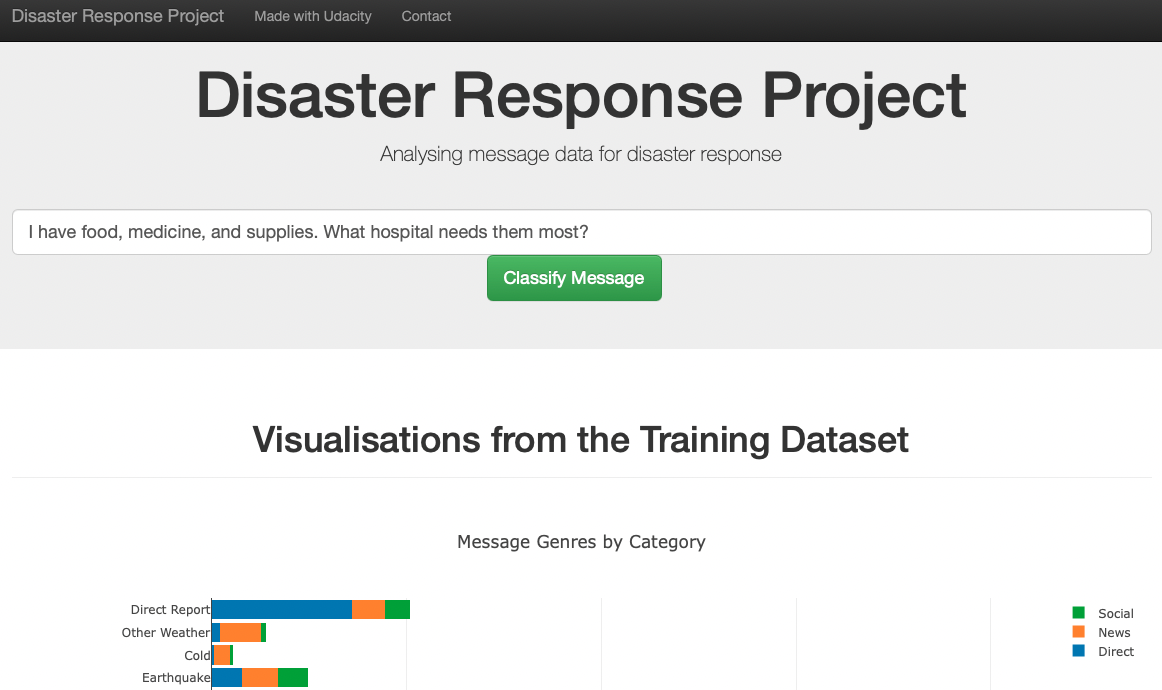 Disaster Response Project Made with Udacity Contact
Disaster Response Project
Analysing message data for disaster response
I have food, medicine, and supplies. What hospital needs them most?
Classify Message
Visualisations from the Training Dataset
Message Genres by Category
Direct Report
Other Weather
Cold
Earthquake
Social
News
Direct